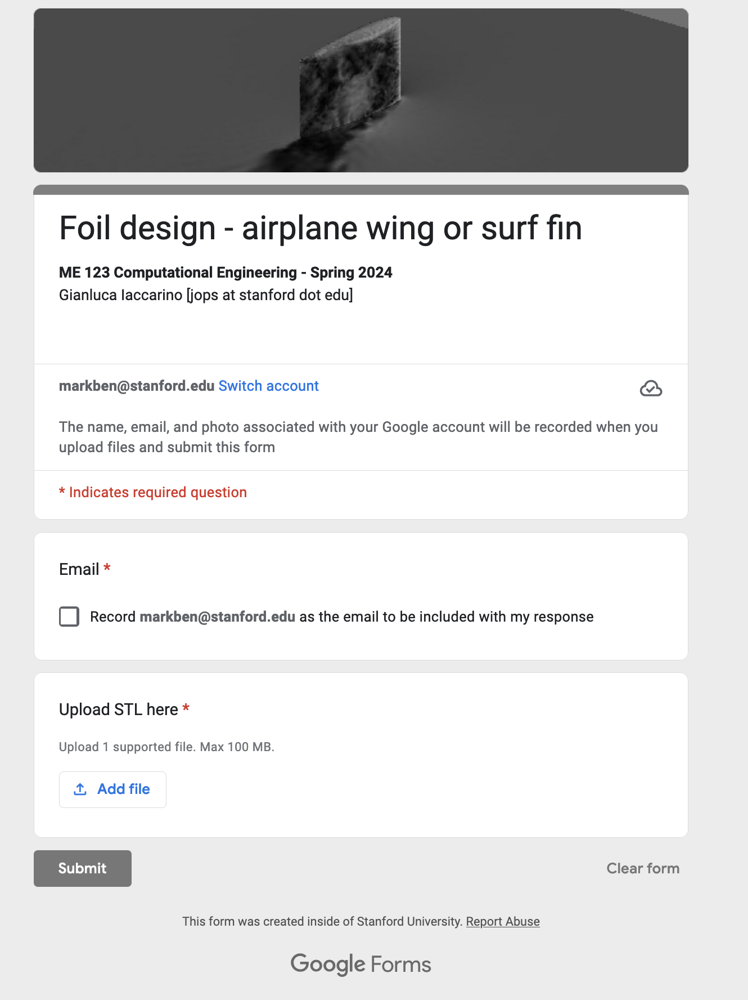 Foil design - airplane wing or surf fin
ME 123 Computational Engineering - Spring 2024
Gianluca Iaccarino [jops at stanford dot edu]
markben@stanford.edu Switch account
The name, email, and photo associated with your Google account will be recorded when you
upload files and submit this form
* Indicates required question
Email *
Record markben@stanford.edu as the email to be included with my response
Upload STL here *
Upload 1 supported file. Max 100 MB.
Add file
Submit
Clear form
This form was created inside of Stanford University. Report Abuse
Google Forms